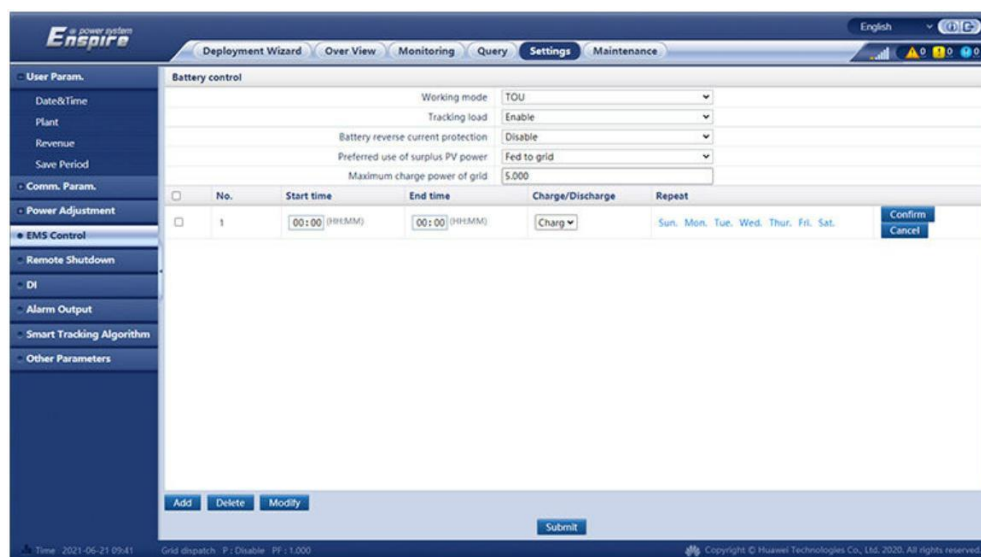 a power system
Enspire
English
Deployment Wizard Over View Monitoring Query Settings Maintenance
0 0 0
User Param.
Date&Time
Plant
Revenue
Save Period
Comm. Param.
Power Adjustment
EMS Control
Remote Shutdown
DI
Alarm Output
Smart Tracking Algorithm
Other Parameters
Battery control
Working mode TOU
Tracking load Enable
Battery reverse current protection Disable
Preferred use of surplus PV power Fed to grid
Maximum charge power of grid 5.000
No. Start time End time Charge/Discharge Repeat
1 00:00 (HH:MM) 00:00 (HH:MM) Charg Sun. Mon. Tue. Wed. Thur. Fri. Sat. Confirm
Cancel
Add Delete Modify
Submit
Time 2021-06-21 09:41 Grid dispatch P : Disable PF : 1.000 Copyright © Huawei Technologies Co., Ltd. 2020. All rights reserved.